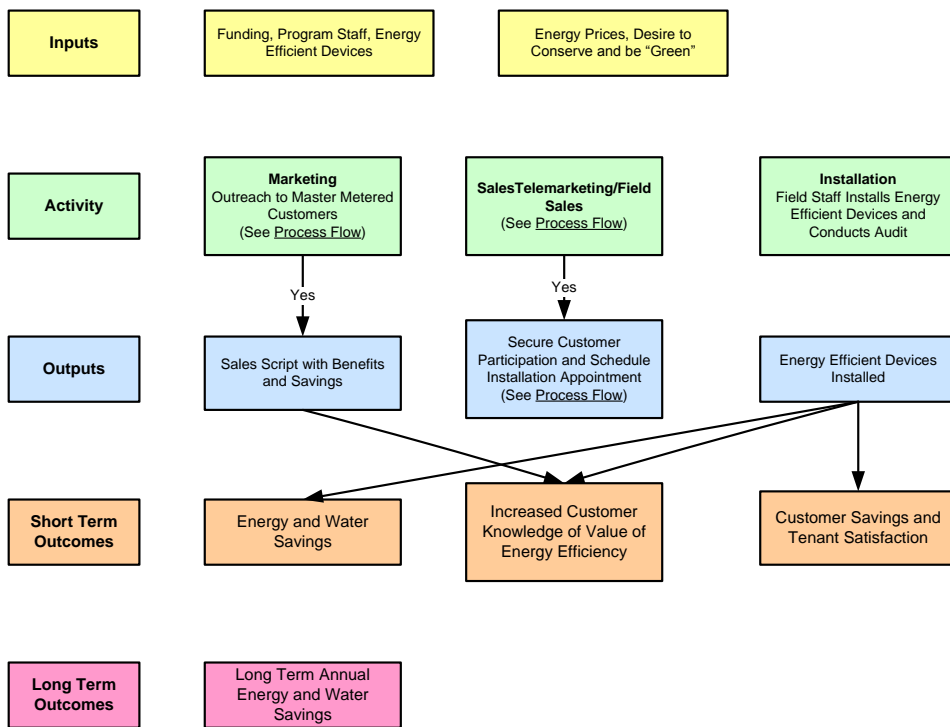 Inputs
Funding, Program Staff, Energy
Efficient Devices
Energy Prices, Desire to
Conserve and be “Green”
Activity
Marketing
Outreach to Master Metered
Customers
(See Process Flow)
SalesTelemarketing/Field
Sales
(See Process Flow)
Installation
Field Staff Installs Energy
Efficient Devices and
Conducts Audit
Yes
Yes
Outputs
Sales Script with Benefits
and Savings
Secure Customer
Participation and Schedule
Installation Appointment
(See Process Flow)
Energy Efficient Devices
Installed
Short Term
Outcomes
Energy and Water
Savings
Increased Customer
Knowledge of Value of
Energy Efficiency
Customer Savings and
Tenant Satisfaction
Long Term
Outcomes
Long Term Annual
Energy and Water
Savings